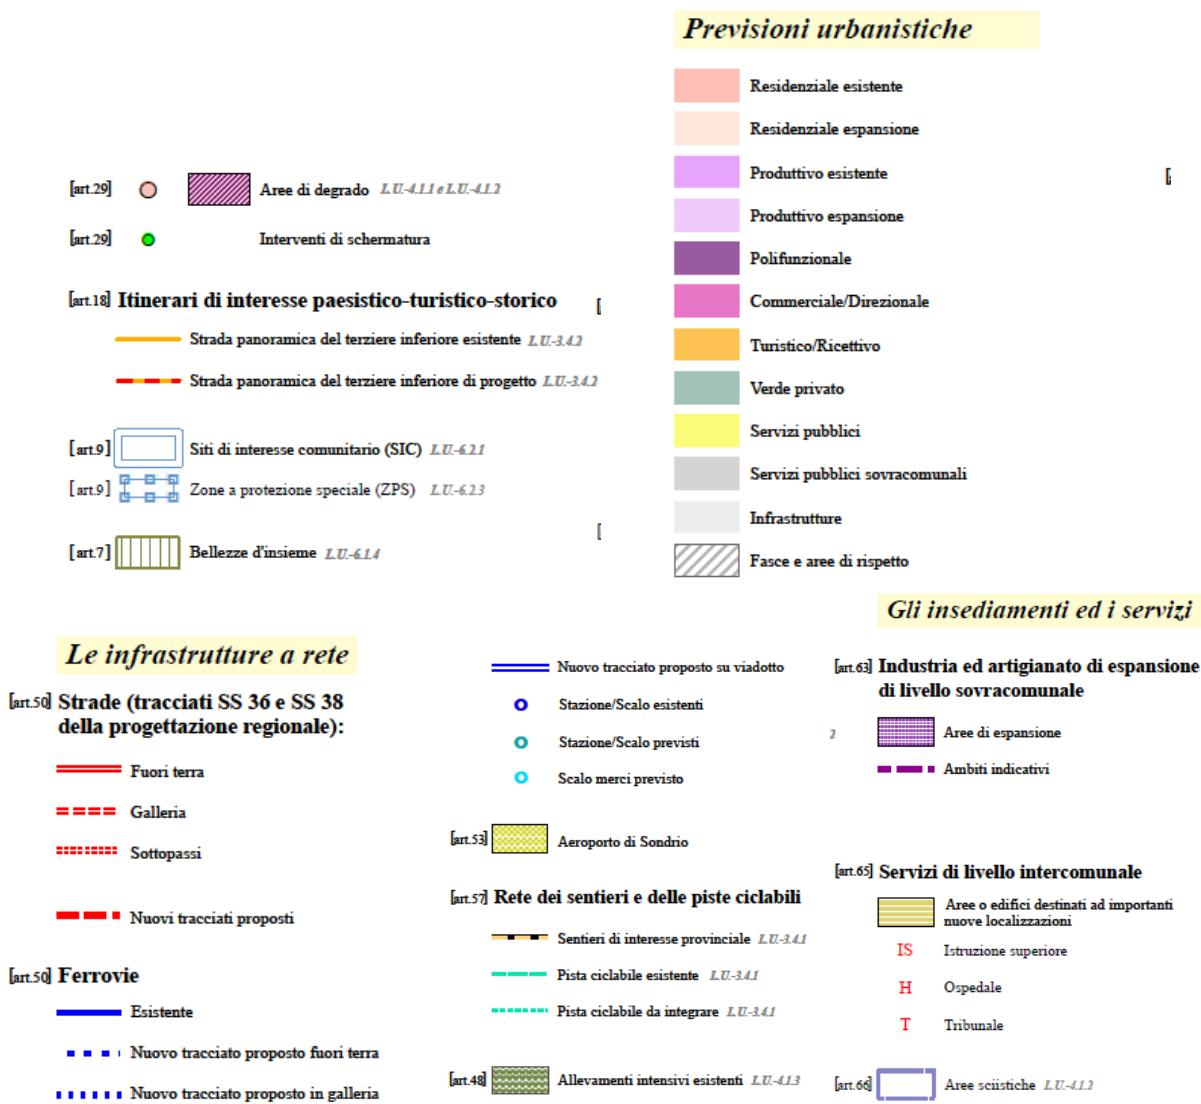 Previsioni urbanistiche
Residenziale esistente
Residenziale espansione
Produttivo esistente
Produttivo espansione
Polifunzionale
Commerciale/Direzionale
Turistico/Ricettivo
Verde privato
Servizi pubblici
Servizi pubblici sovracomunali
Infrastrutture
Fasce e aree di rispetto
[art.29] Aree di degrado L.U.-4.1.1 e L.U.-4.1.2
[art.29] Interventi di schermatura
[art.18] Itinerari di interesse paesistico-turistico-storico
Strada panoramica del terziere inferiore esistente L.U.-3.4.2
Strada panoramica del terziere inferiore di progetto L.U.-3.4.2
[art.9] Siti di interesse comunitario (SIC) L.U.-6.2.1
[art.9] Zone a protezione speciale (ZPS) L.U.-6.2.3
[art.7] Bellezze d'insieme L.U.-6.1.4
Le infrastrutture a rete
[art.50] Strade (tracciati SS 36 e SS 38
della progettazione regionale):
Fuori terra
Galleria
Sottopassi
Nuovi tracciati proposti
[art.50] Ferrovie
Esistente
Nuovo tracciato proposto fuori terra
Nuovo tracciato proposto in galleria
Nuovo tracciato proposto su viadotto
Stazione/Scalo esistenti
Stazione/Scalo previsti
Scalo merci previsto
[art.53] Aeroporto di Sondrio
[art.57] Rete dei sentieri e delle piste ciclabili
Sentieri di interesse provinciale L.U.-3.4.1
Pista ciclabile esistente L.U.-3.4.1
Pista ciclabile da integrare L.U.-3.4.1
[art.48] Allevamenti intensivi esistenti L.U.-4.1.3
Gli insediamenti ed i servizi
[art.63] Industria ed artigianato di espansione
di livello sovracomunale
2
Aree di espansione
Ambiti indicativi
[art.65] Servizi di livello intercomunale
Aree o edifici destinati ad importanti
nuove localizzazioni
IS Istruzione superiore
H Ospedale
T Tribunale
[art.66] Aree sciistiche L.U.-4.1.2